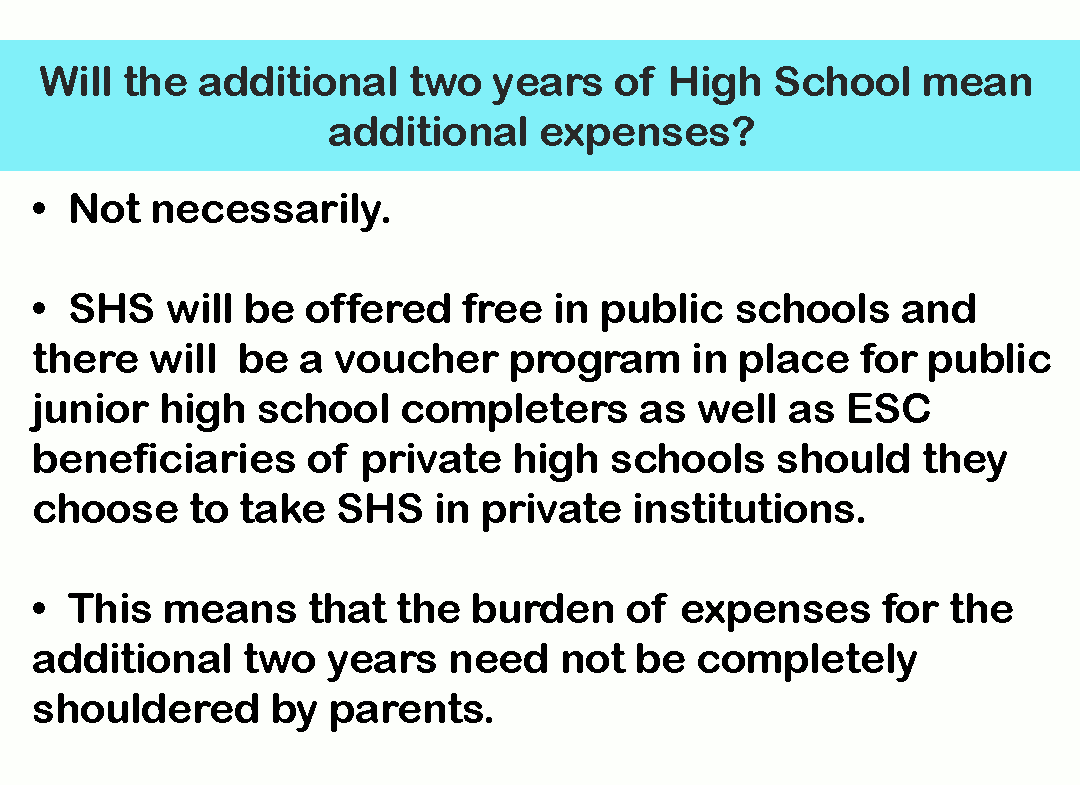 Will the additional two years of High School mean
additional expenses?
• Not necessarily.
• SHS will be offered free in public schools and
there will be a voucher program in place for public
junior high school completers as well as ESC
beneficiaries of private high schools should they
choose to take SHS in private institutions.
• This means that the burden of expenses for the
additional two years need not be completely
shouldered by parents.